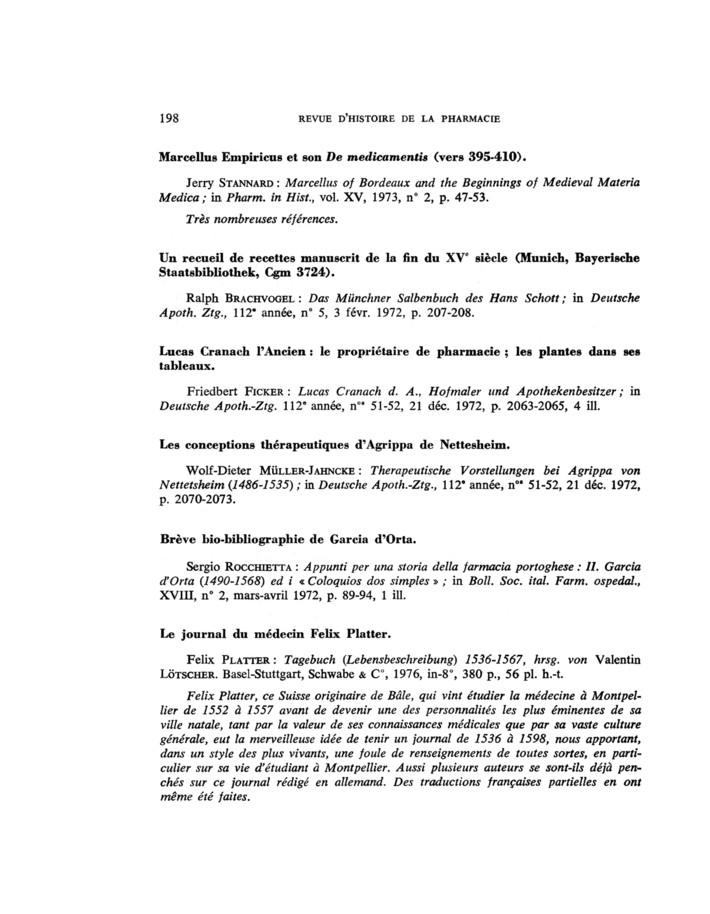 198
REVUE D'HISTOIRE DE LA PHARMACIE
Marcellus Empiricus et son De medicamentis (vers 395-410).
Jerry STANNARD : Marcellus of Bordeaux and the Beginnings of Medieval Materia
Medica ; in Pharm. in Hist., vol. XV, 1973, n° 2, p. 47-53.
Très nombreuses références.
Un recueil de recettes manuscrit de la fin du XVe siècle (Munich, Bayerische
Staatsbibliothek, Cgm 3724).
Ralph BRACHVOGEL : Das Münchner Salbenbuch des Hans Schott ; in Deutsche
Apoth. Ztg., 112e année, n° 5, 3 févr. 1972, p. 207-208.
Lucas Cranach l'Ancien : le propriétaire de pharmacie ; les plantes dans ses
tableaux.
Friedbert FICKER : Lucas Cranach d. A., Hofmaler und Apothekenbesitzer ; in
Deutsche Apoth.-Ztg. 112e année, nos 51-52, 21 déc. 1972, p. 2063-2065, 4 ill.
Les conceptions thérapeutiques d'Agrippa de Nettesheim.
Wolf-Dieter MÜLLER-JAHNCKE : Therapeutische Vorstellungen bei Agrippa von
Nettetsheim (1486-1535) ; in Deutsche Apoth.-Ztg., 112e année, nos 51-52, 21 déc. 1972,
p. 2070-2073.
Brève bio-bibliographie de Garcia d'Orta.
Sergio ROCCHIETTA : Appunti per una storia della farmacia portoghese : II. Garcia
d'Orta (1490-1568) ed i « Coloquios dos simples » ; in Boll. Soc. ital. Farm. ospedal.,
XVIII, n° 2, mars-avril 1972, p. 89-94, 1 ill.
Le journal du médecin Felix Platter.
Felix PLATTER : Tagebuch (Lebensbeschreibung) 1536-1567, hrsg. von Valentin
LÖTSCHER. Basel-Stuttgart, Schwabe & C°, 1976, in-8°, 380 p., 56 pl. h.-t.
Felix Platter, ce Suisse originaire de Bâle, qui vint étudier la médecine à Montpel-
lier de 1552 à 1557 avant de devenir une des personnalités les plus éminentes de sa
ville natale, tant par la valeur de ses connaissances médicales que par sa vaste culture
générale, eut la merveilleuse idée de tenir un journal de 1536 à 1598, nous apportant,
dans un style des plus vivants, une foule de renseignements de toutes sortes, en parti-
culier sur sa vie d'étudiant à Montpellier. Aussi plusieurs auteurs se sont-ils déjà pen-
chés sur ce journal rédigé en allemand. Des traductions françaises partielles en ont
même été faites.